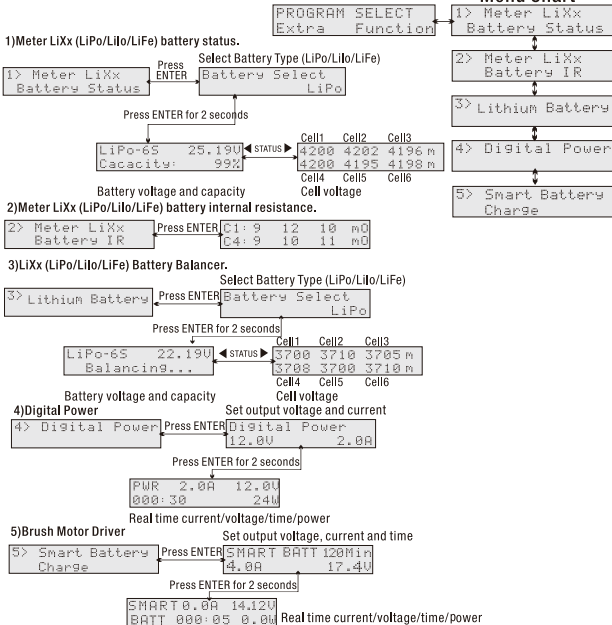 Menu Chart
PROGRAM SELECT
Extra Function
1> Meter LiXx
Battery Status
2> Meter LiXx
Battery IR
3> Lithium Battery
4> Digital Power
5> Smart Battery
Charge
1)Meter LiXx (LiPo/Lilo/LiFe) battery status.
Select Battery Type (LiPo/Lilo/LiFe)
1> Meter LiXx
Battery Status
Press
ENTER
Battery Select
LiPo
Press ENTER for 2 seconds
LiPo-6S 25.19V
Cacacity: 99%
◀ STATUS ▶
Cell1 Cell2 Cell3
4200 4202 4196 m
4200 4195 4198 m
Cell4 Cell5 Cell6
Battery voltage and capacity
Cell voltage
2)Meter LiXx (LiPo/Lilo/LiFe) battery internal resistance.
2> Meter LiXx
Battery IR
Press ENTER
C1: 9 12 10 mΩ
C4: 9 10 11 mΩ
3)LiXx (LiPo/Lilo/LiFe) Battery Balancer.
Select Battery Type (LiPo/Lilo/LiFe)
3> Lithium Battery
Press ENTER
Battery Select
LiPo
Press ENTER for 2 seconds
LiPo-6S 22.19V
Balancing...
◀ STATUS ▶
Cell1 Cell2 Cell3
3700 3710 3705 m
3708 3700 3710 m
Cell4 Cell5 Cell6
Battery voltage and capacity
Cell voltage
4)Digital Power
Set output voltage and current
4> Digital Power
Press ENTER
Digital Power
12.0V 2.0A
Press ENTER for 2 seconds
PWR 2.0A 12.0V
000:30 24W
Real time current/voltage/time/power
5)Brush Motor Driver
Set output voltage, current and time
5> Smart Battery
Charge
Press ENTER
SMART BATT 120Min
4.0A 17.4V
Press ENTER for 2 seconds
SMART 0.0A 14.12V
BATT 000:05 0.0W
Real time current/voltage/time/power